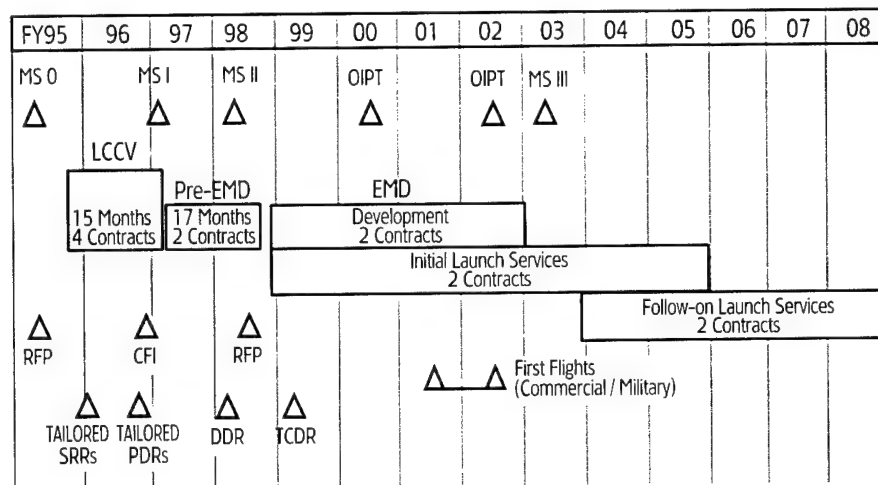 FY95 96 97 98 99 00 01 02 03 04 05 06 07 08
MS 0 MS I MS II OIPT OIPT MS III
LCCV
Pre-EMD EMD
15 Months 17 Months Development
4 Contracts 2 Contracts 2 Contracts
Initial Launch Services
2 Contracts
Follow-on Launch Services
2 Contracts
RFP CFI RFP
First Flights
(Commercial / Military)
TAILORED TAILORED DDR TCDR
SRRs PDRs